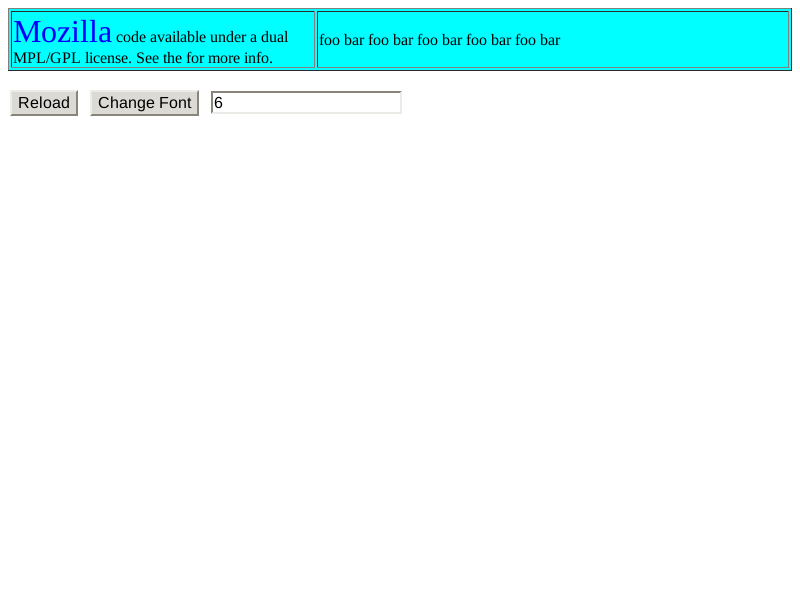 Mozilla code available under a dual
MPL/GPL license. See the for more info.
foo bar foo bar foo bar foo bar foo bar
Reload
Change Font
6